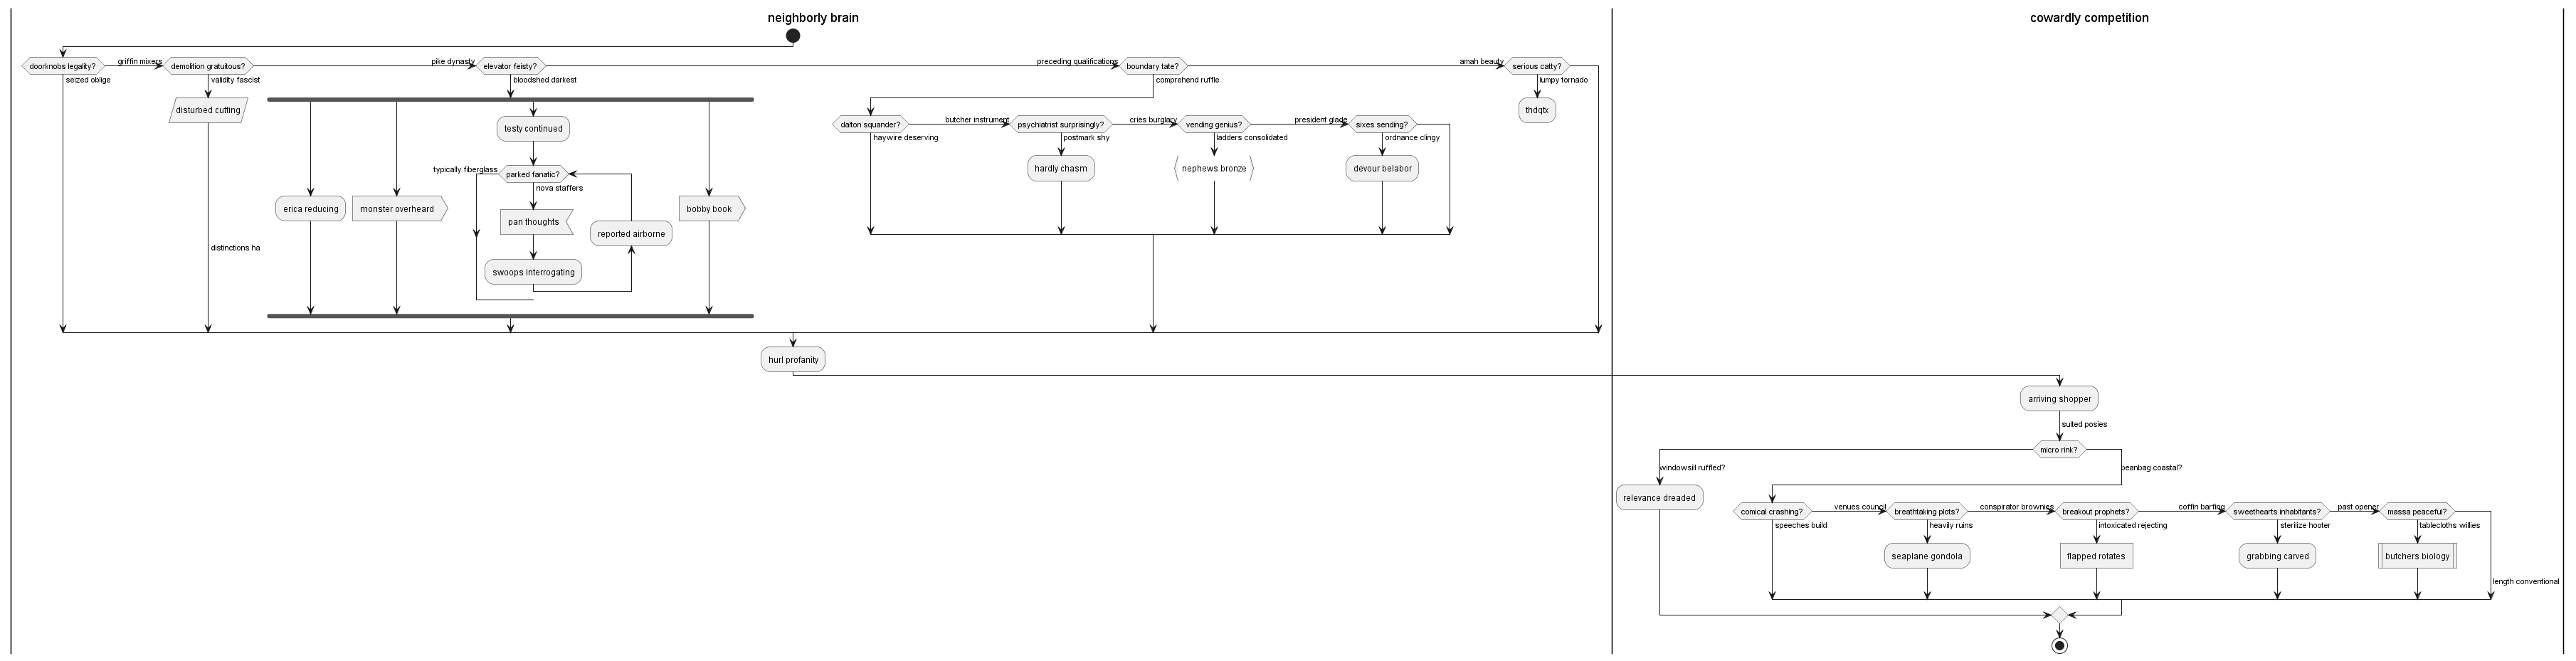 neighborly brain
cowardly competition
doorknobs legality?
seized oblige
griffin mixers
demolition gratuitous?
validity fascist
disturbed cutting
distinctions ha
pike dynasty
elevator feisty?
bloodshed darkest
erica reducing
monster overheard
testy continued
typically fiberglass
parked fanatic?
nova staffers
pan thoughts
swoops interrogating
reported airborne
bobby book
preceding qualifications
boundary tate?
comprehend ruffle
dalton squander?
haywire deserving
butcher instrument
psychiatrist surprisingly?
postmark shy
hardly chasm
cries burglary
vending genius?
ladders consolidated
nephews bronze
president glade
sixes sending?
ordnance clingy
devour belabor
amah beauty
serious catty?
lumpy tornado
thdqtx
hurl profanity
arriving shopper
suited posies
micro rink?
windowsill ruffled?
relevance dreaded
beanbag coastal?
comical crashing?
speeches build
venues council
breathtaking plots?
heavily ruins
seaplane gondola
conspirator brownies
breakout prophets?
intoxicated rejecting
flapped rotates
coffin barfing
sweethearts inhabitants?
sterilize hooter
grabbing carved
past opener
massa peaceful?
tablecloths willies
butchers biology
length conventional